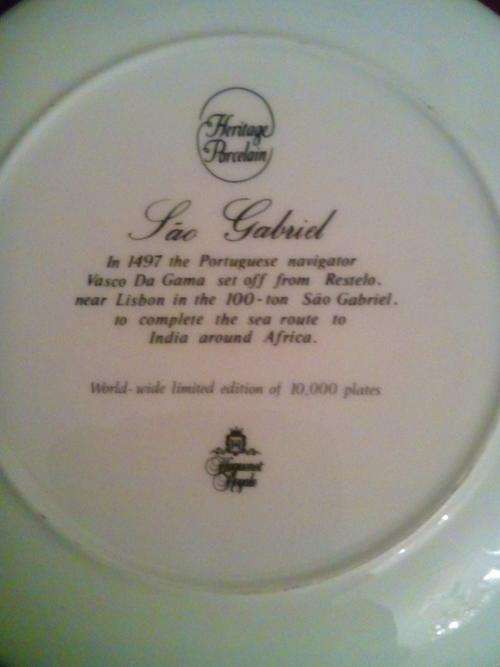 Heritage
Porcelain
São Gabriel
In 1497 the Portuguese navigator
Vasco Da Gama set off from Restelo.
near Lisbon in the 100-ton São Gabriel.
to complete the sea route to
India around Africa.
World-wide limited edition of 10,000 plates
Huguenot
Royale